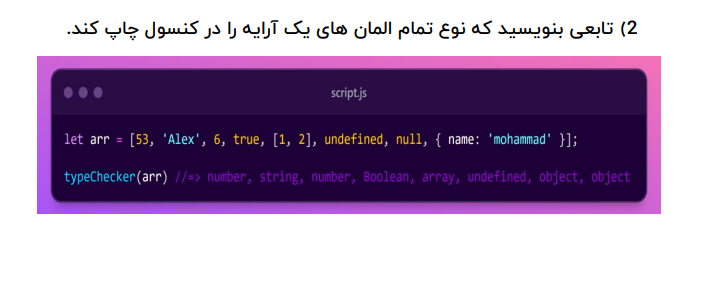 2) تابعی بنویسید که نوع تمام المان های یک آرایه را در کنسول چاپ کند.
script.js
let arr = [53, 'Alex', 6, true, [1, 2], undefined, null, { name: 'mohammad' }];
typeChecker(arr) //=> number, string, number, Boolean, array, undefined, object, object